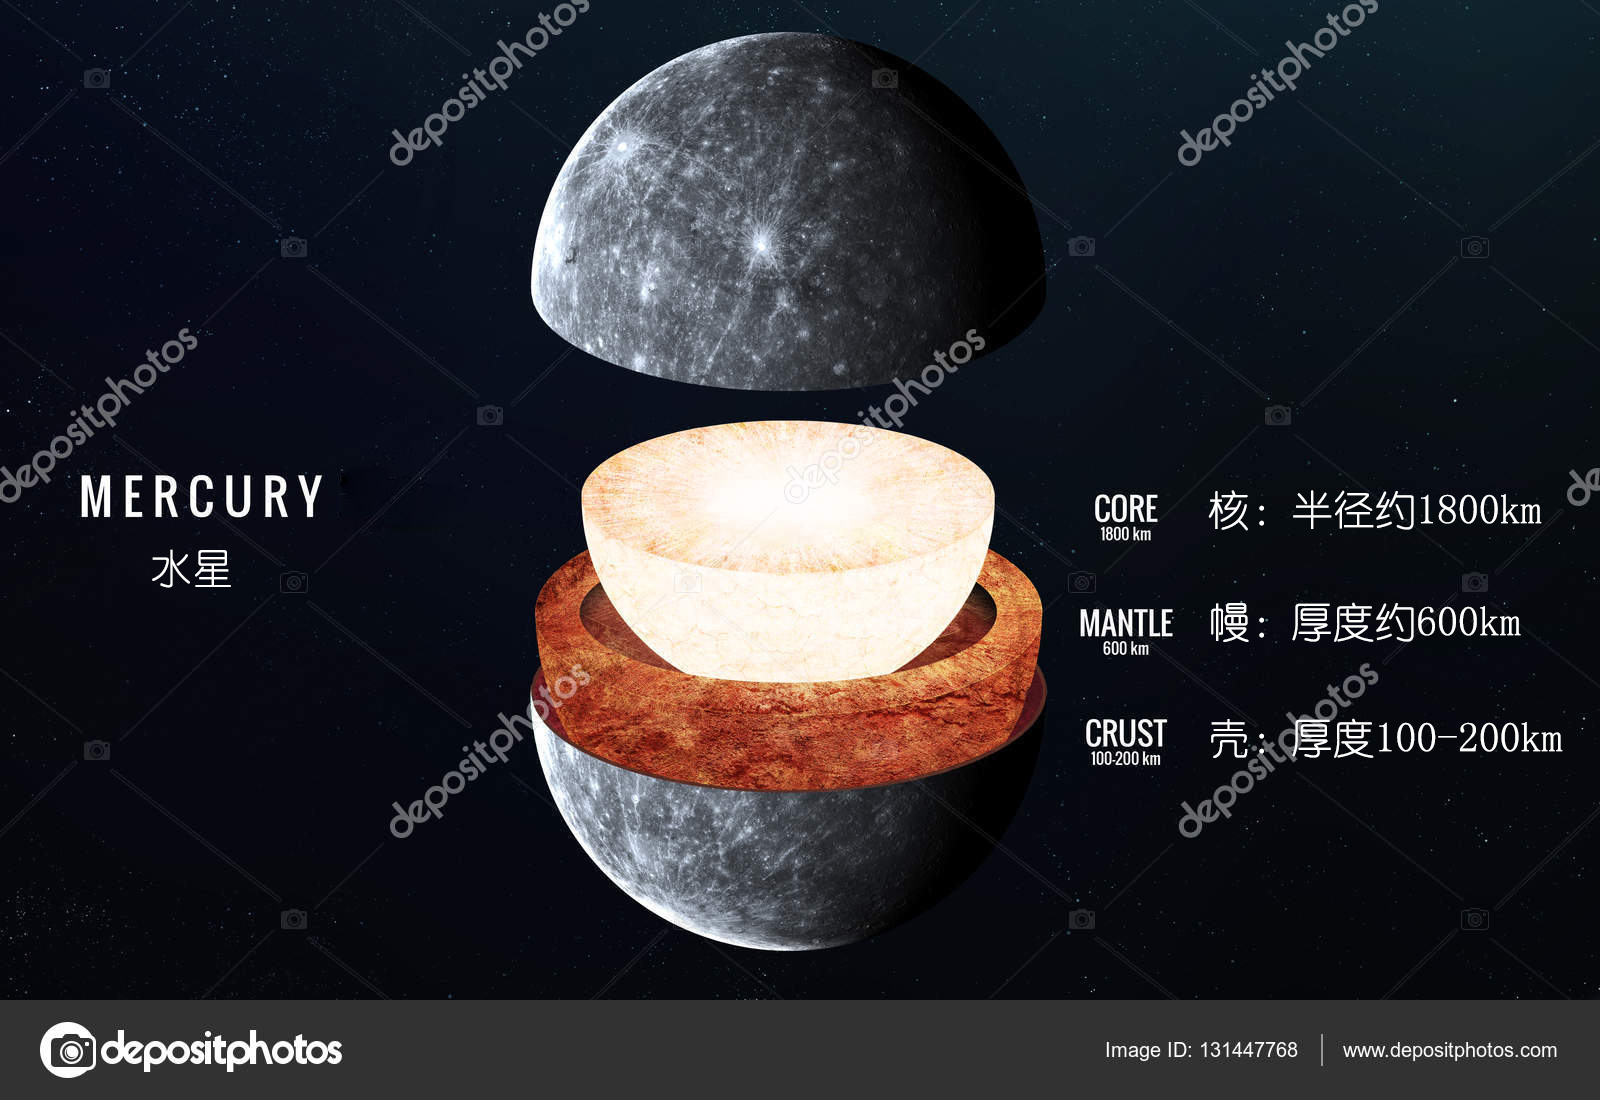 MERCURY
水星
CORE
1800 km
核：半径约1800km
MANTLE
600 km
幔：厚度约600km
CRUST
100-200 km
壳：厚度100-200km
depositphotos
depositphotos
depositphotos
depositphotos
depositphotos
depositphotos
depositphotos
Image ID: 131447768
www.depositphotos.com